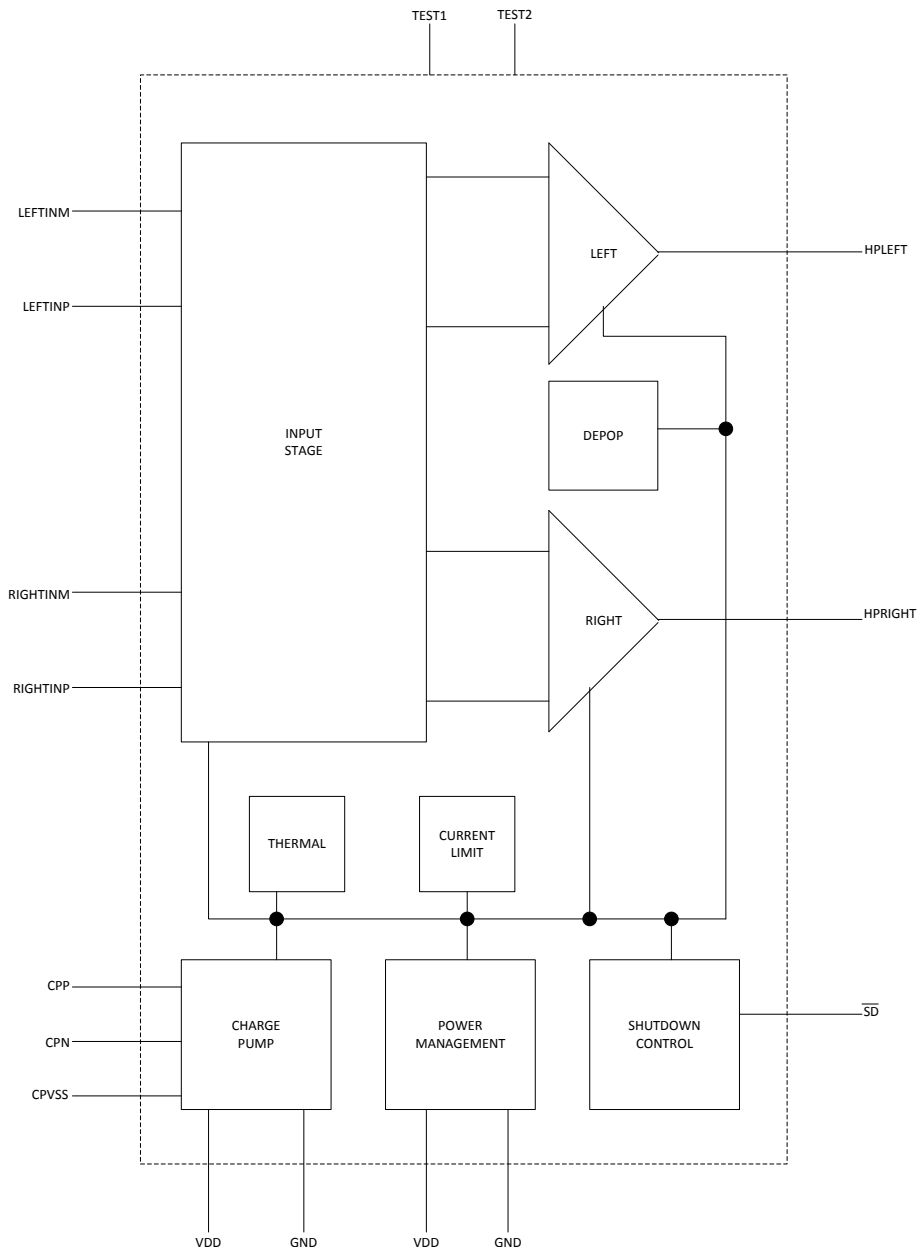 TEST1
TEST2
LEFTINM
LEFT
HPLEFT
LEFTINP
INPUT
STAGE
DEPOP
RIGHTINM
RIGHT
HPRIGHT
RIGHTINP
THERMAL
CURRENT
LIMIT
CPP
CPN
CPVSS
CHARGE
PUMP
POWER
MANAGEMENT
SHUTDOWN
CONTROL
S̅D̅
VDD
GND
VDD
GND